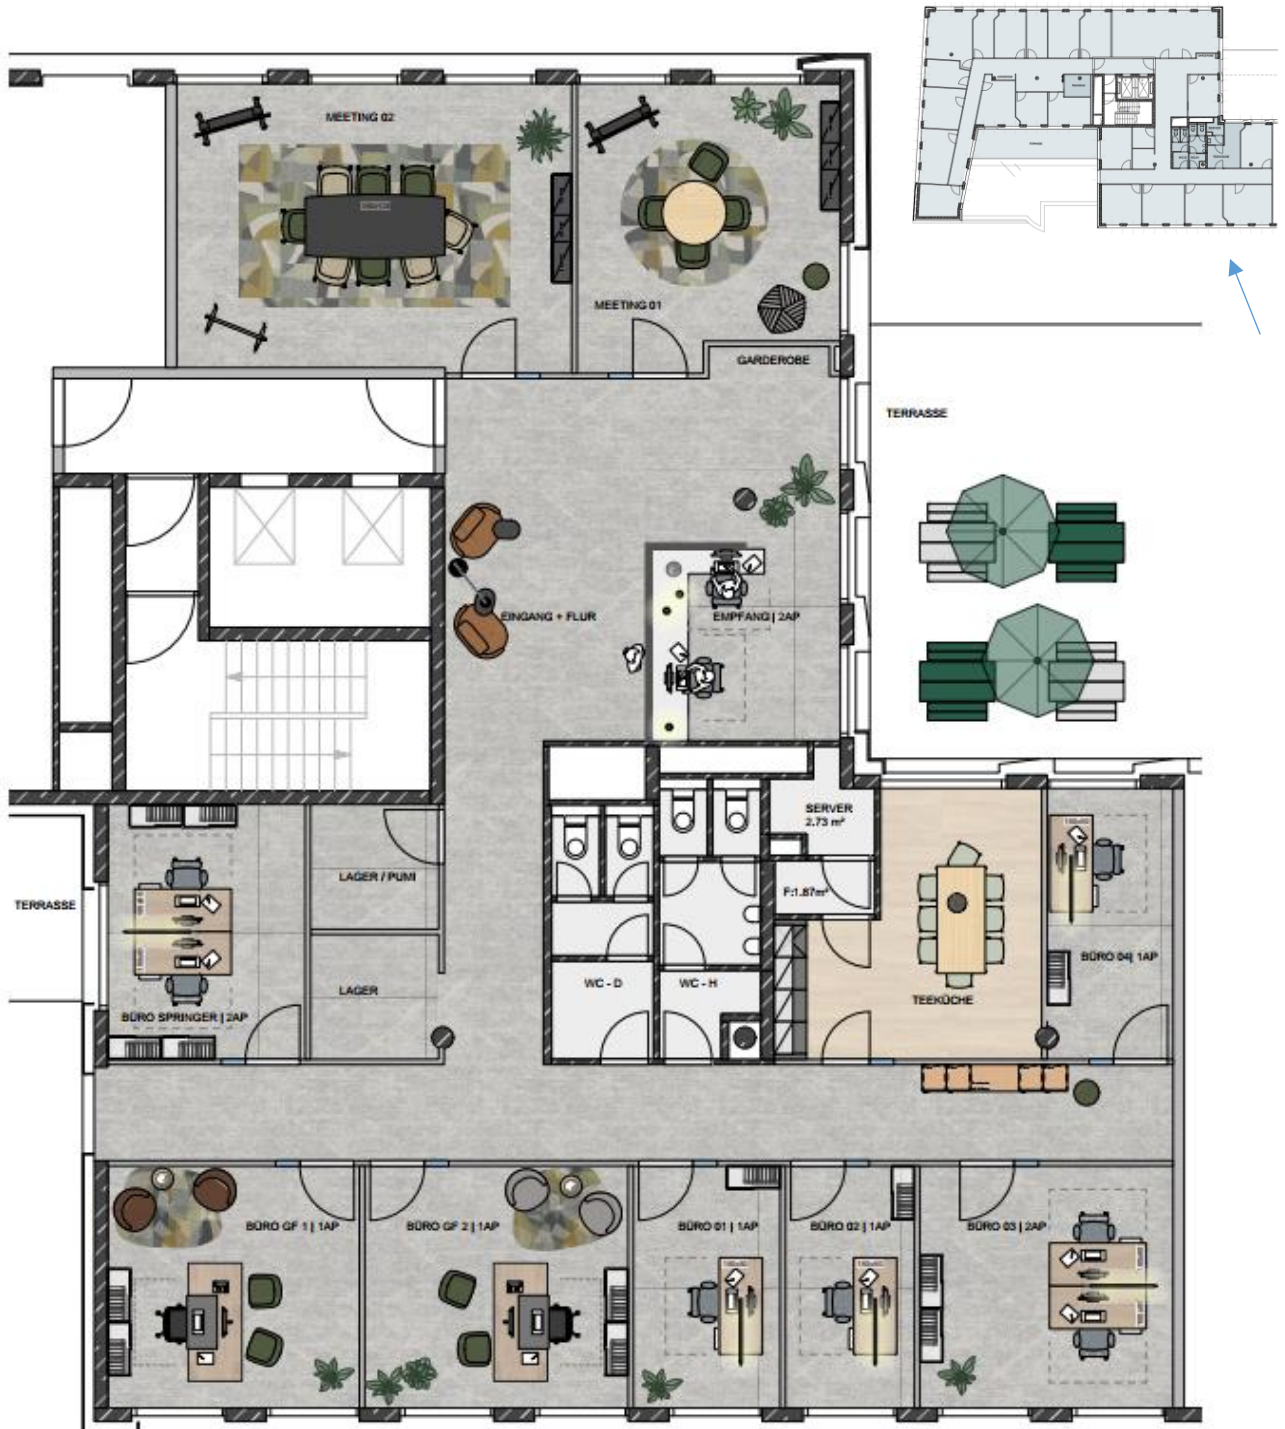 MEETING 02
MEETING 01
GARDEROBE
TERRASSE
EINGANG + FLUR
EMPFANG | 2AP
SERVER
2.73 m²
LAGER / PUMI
F:1.87m²
TERRASSE
BÜRO 04| 1AP
LAGER
WC - D
WC - H
TEEKÜCHE
BÜRO SPRINGER | 2AP
BÜRO GF 1 | 1AP
BÜRO GF 2 | 1AP
BÜRO 01 | 1AP
BÜRO 02 | 1AP
BÜRO 03 | 2AP